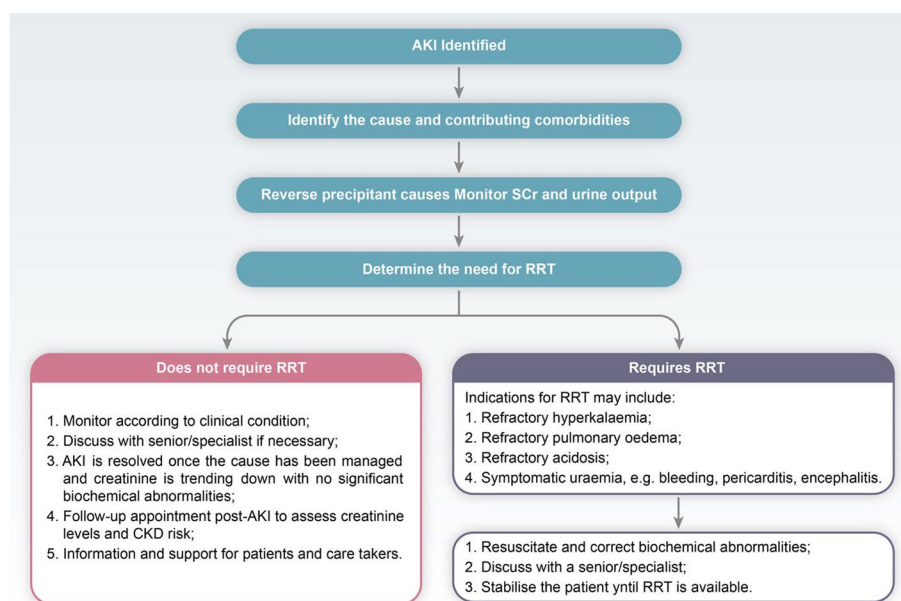 AKI Identified
Identify the cause and contributing comorbidities
Reverse precipitant causes Monitor SCr and urine output
Determine the need for RRT
Does not require RRT
1. Monitor according to clinical condition;
2. Discuss with senior/specialist if necessary;
3. AKI is resolved once the cause has been managed
and creatinine is trending down with no significant
biochemical abnormalities;
4. Follow-up appointment post-AKI to assess creatinine
levels and CKD risk;
5. Information and support for patients and care takers.
Requires RRT
Indications for RRT may include:
1. Refractory hyperkalaemia;
2. Refractory pulmonary oedema;
3. Refractory acidosis;
4. Symptomatic uraemia, e.g. bleeding, pericarditis, encephalitis.
1. Resuscitate and correct biochemical abnormalities;
2. Discuss with a senior/specialist;
3. Stabilise the patient yntil RRT is available.